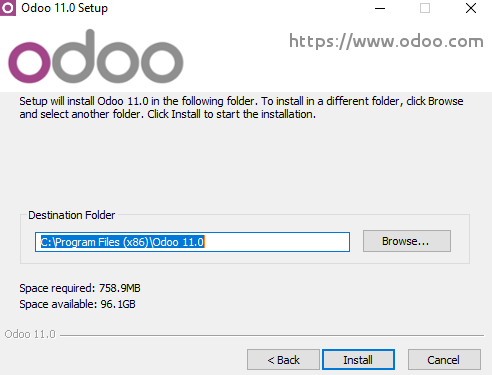 Odoo 11.0 Setup
odoo
https://www.odoo.com
Setup will install Odoo 11.0 in the following folder. To install in a different folder, click Browse
and select another folder. Click Install to start the installation.
Destination Folder
C:\Program Files (x86)\Odoo 11.0
Browse...
Space required: 758.9MB
Space available: 96.1GB
Odoo 11.0
< Back
Install
Cancel